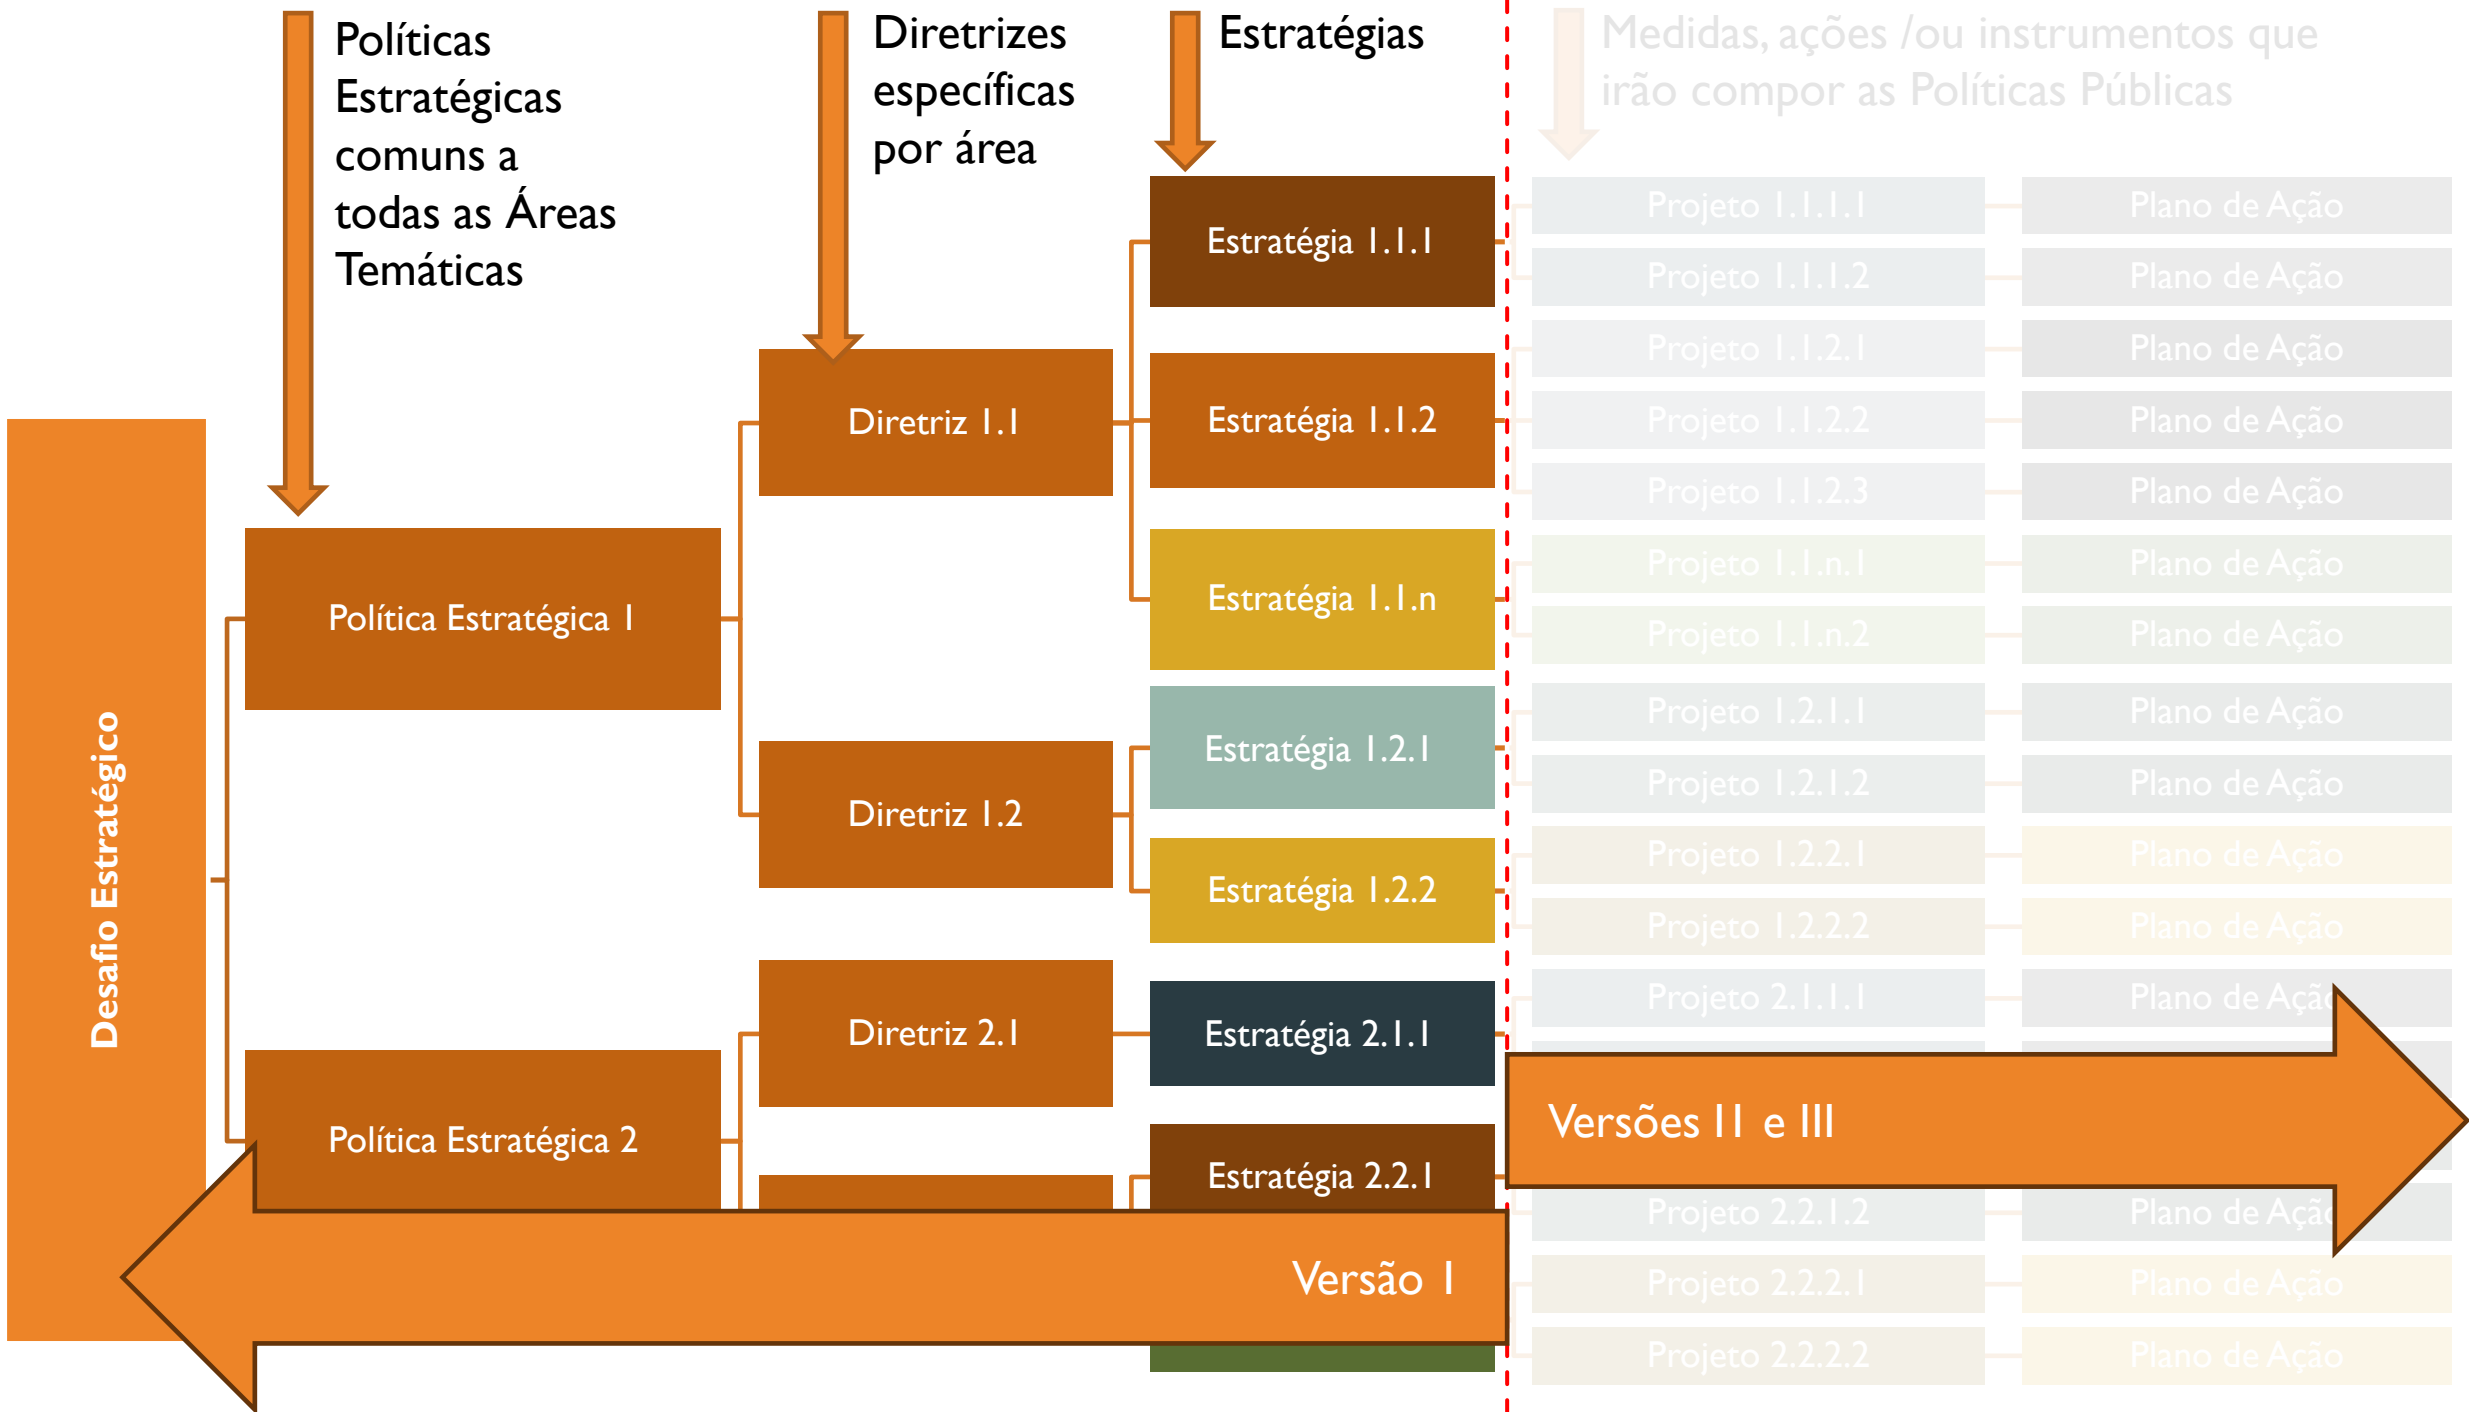 Políticas
Estratégicas
comuns a
todas as Áreas
Temáticas
Diretrizes
específicas
por área
Estratégias
Medidas, ações /ou instrumentos que
irão compor as Políticas Públicas
Desafio Estratégico
Política Estratégica 1
Política Estratégica 2
Diretriz 1.1
Diretriz 1.2
Diretriz 2.1
Estratégia 1.1.1
Estratégia 1.1.2
Estratégia 1.1.n
Estratégia 1.2.1
Estratégia 1.2.2
Estratégia 2.1.1
Estratégia 2.2.1
Projeto 1.1.1.1
Plano de Ação
Projeto 1.1.1.2
Plano de Ação
Projeto 1.1.2.1
Plano de Ação
Projeto 1.1.2.2
Plano de Ação
Projeto 1.1.2.3
Plano de Ação
Projeto 1.1.n.1
Plano de Ação
Projeto 1.1.n.2
Plano de Ação
Projeto 1.2.1.1
Plano de Ação
Projeto 1.2.1.2
Plano de Ação
Projeto 1.2.2.1
Plano de Ação
Projeto 1.2.2.2
Plano de Ação
Projeto 2.1.1.1
Plano de Ação
Versões II e III
Projeto 2.2.1.2
Plano de Ação
Versão I
Projeto 2.2.2.1
Plano de Ação
Projeto 2.2.2.2
Plano de Ação